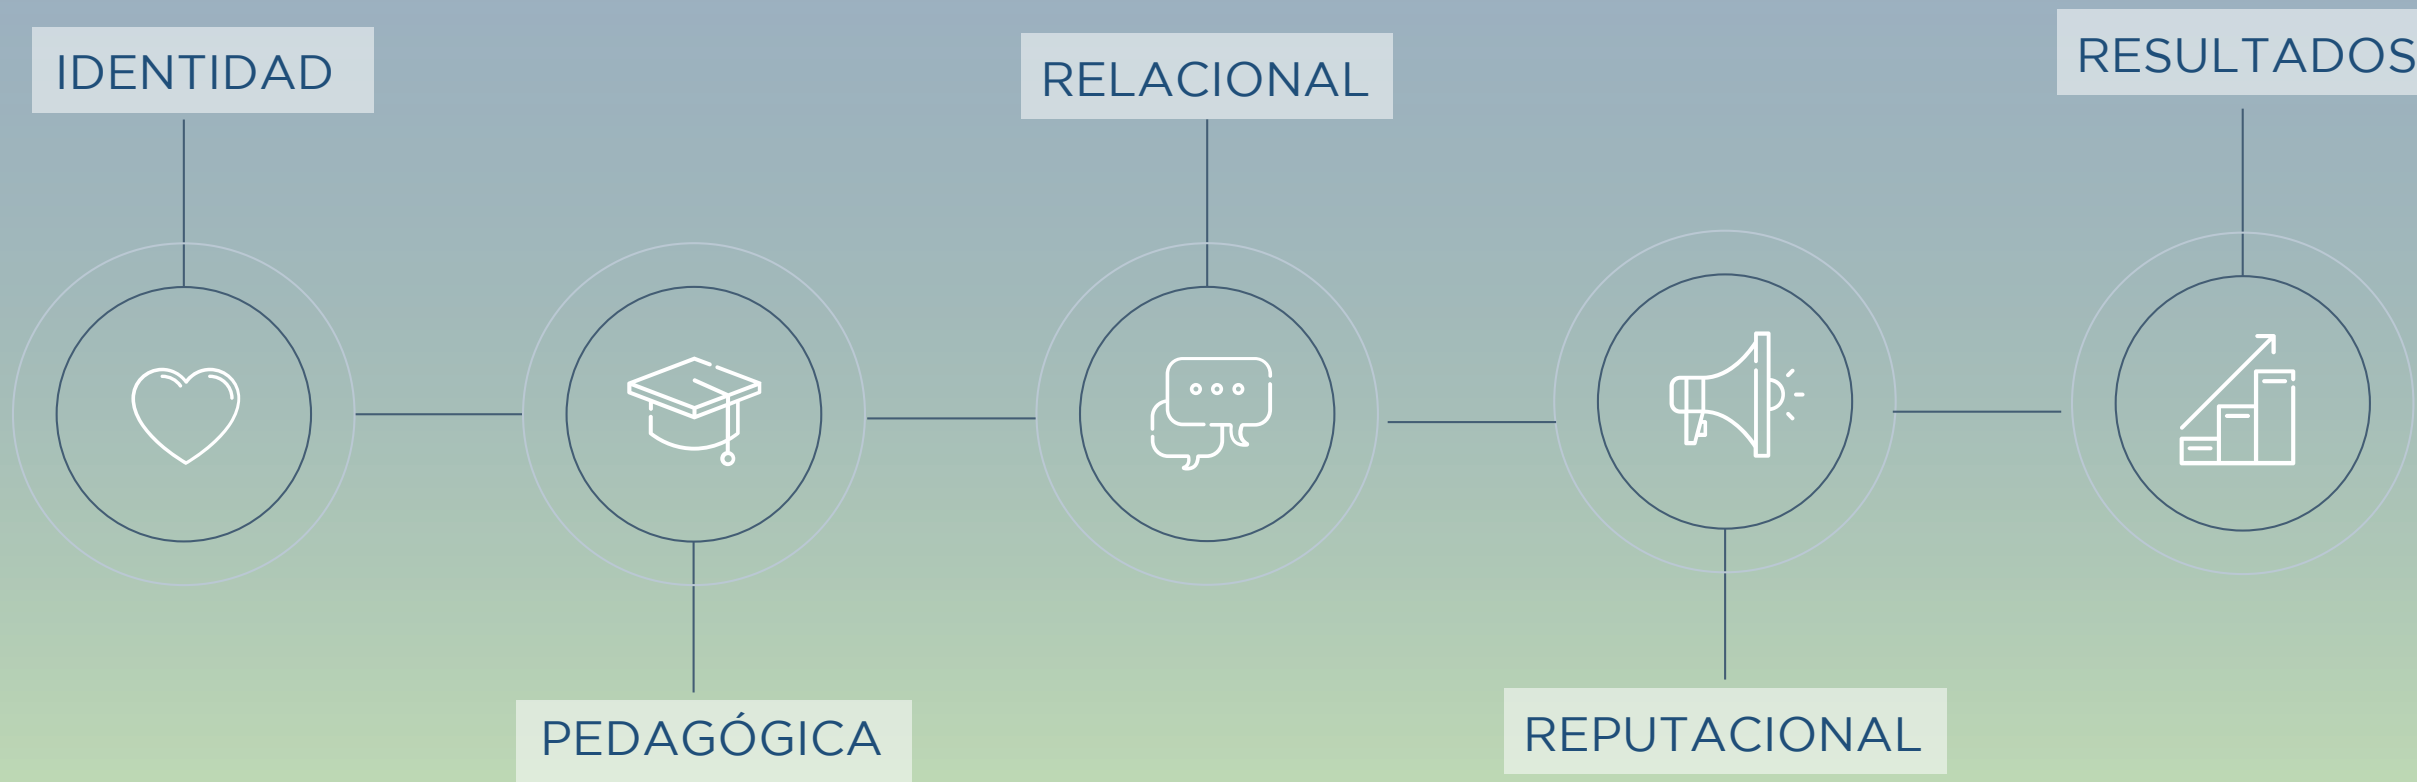 IDENTIDAD
PEDAGÓGICA
RELACIONAL
REPUTACIONAL
RESULTADOS